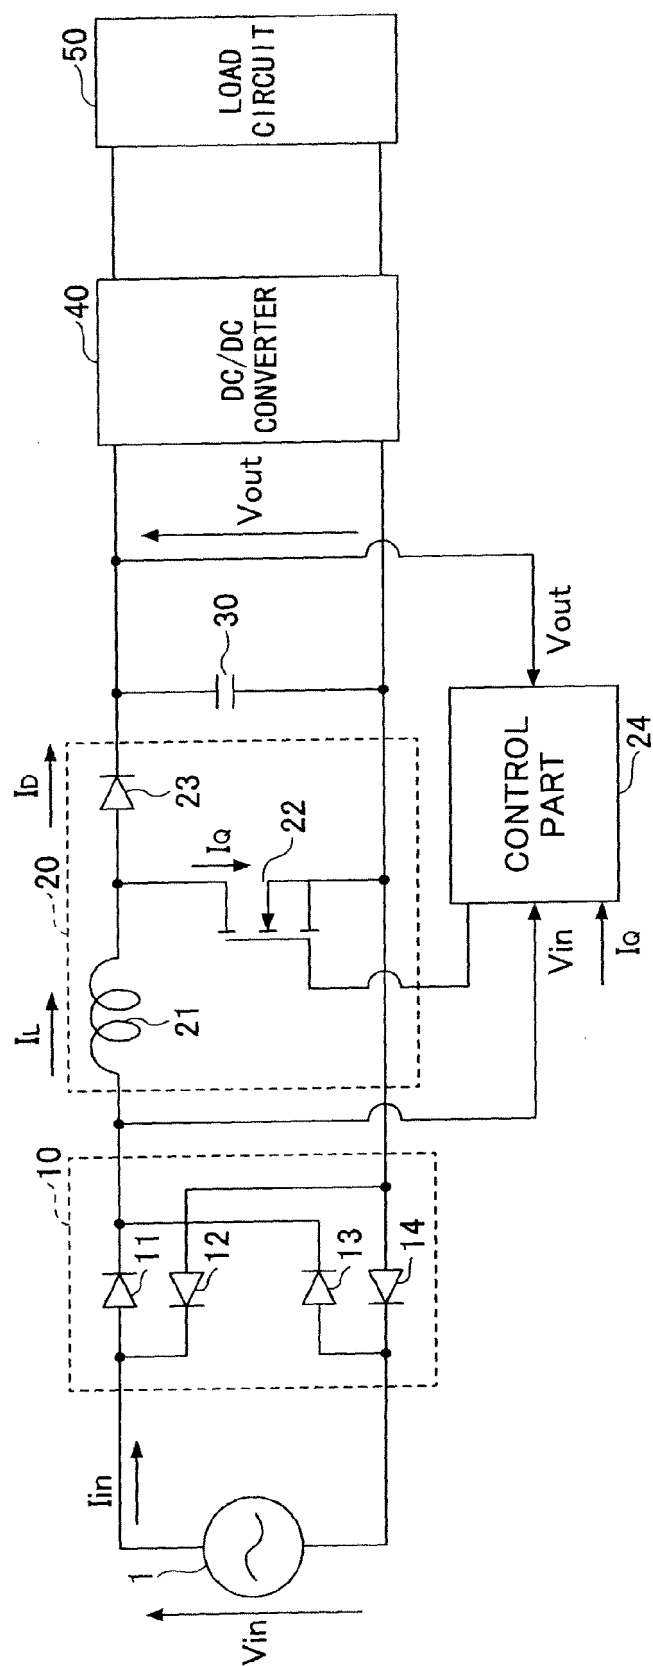 Vin
1
Iin
10
11
12
13
14
IL
21
20
ID
23
IQ
22
30
Vout
Vin
IQ
CONTROL
PART
24
Vout
40
DC/DC
CONVERTER
50
LOAD
CIRCUIT